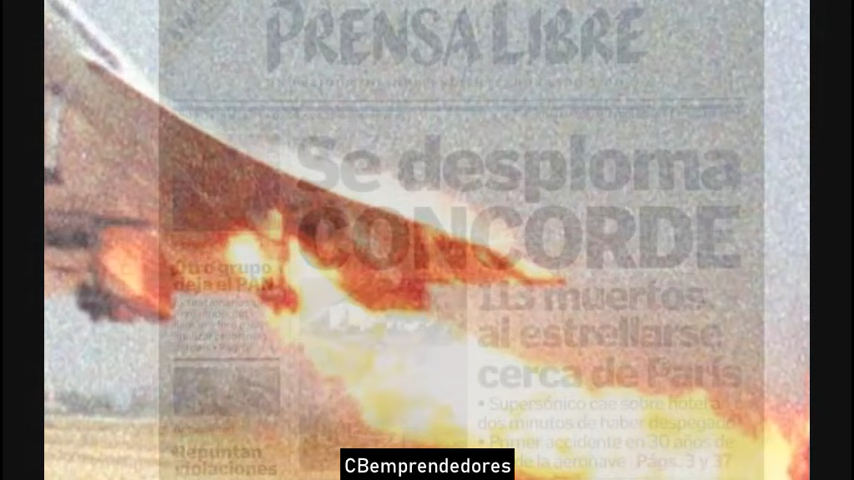 PRENSA LIBRE
Se desploma
CONCORDE
113 muertos
al estrellarse
cerca de París
• Supersónico cae sobre hotel a
dos minutos de haber despegado
• Primer accidente en 30 años de
de la aeronave Págs. 3 y 37
Otro grupo
deja el PAN
Repuntan
violaciones
CBemprendedores